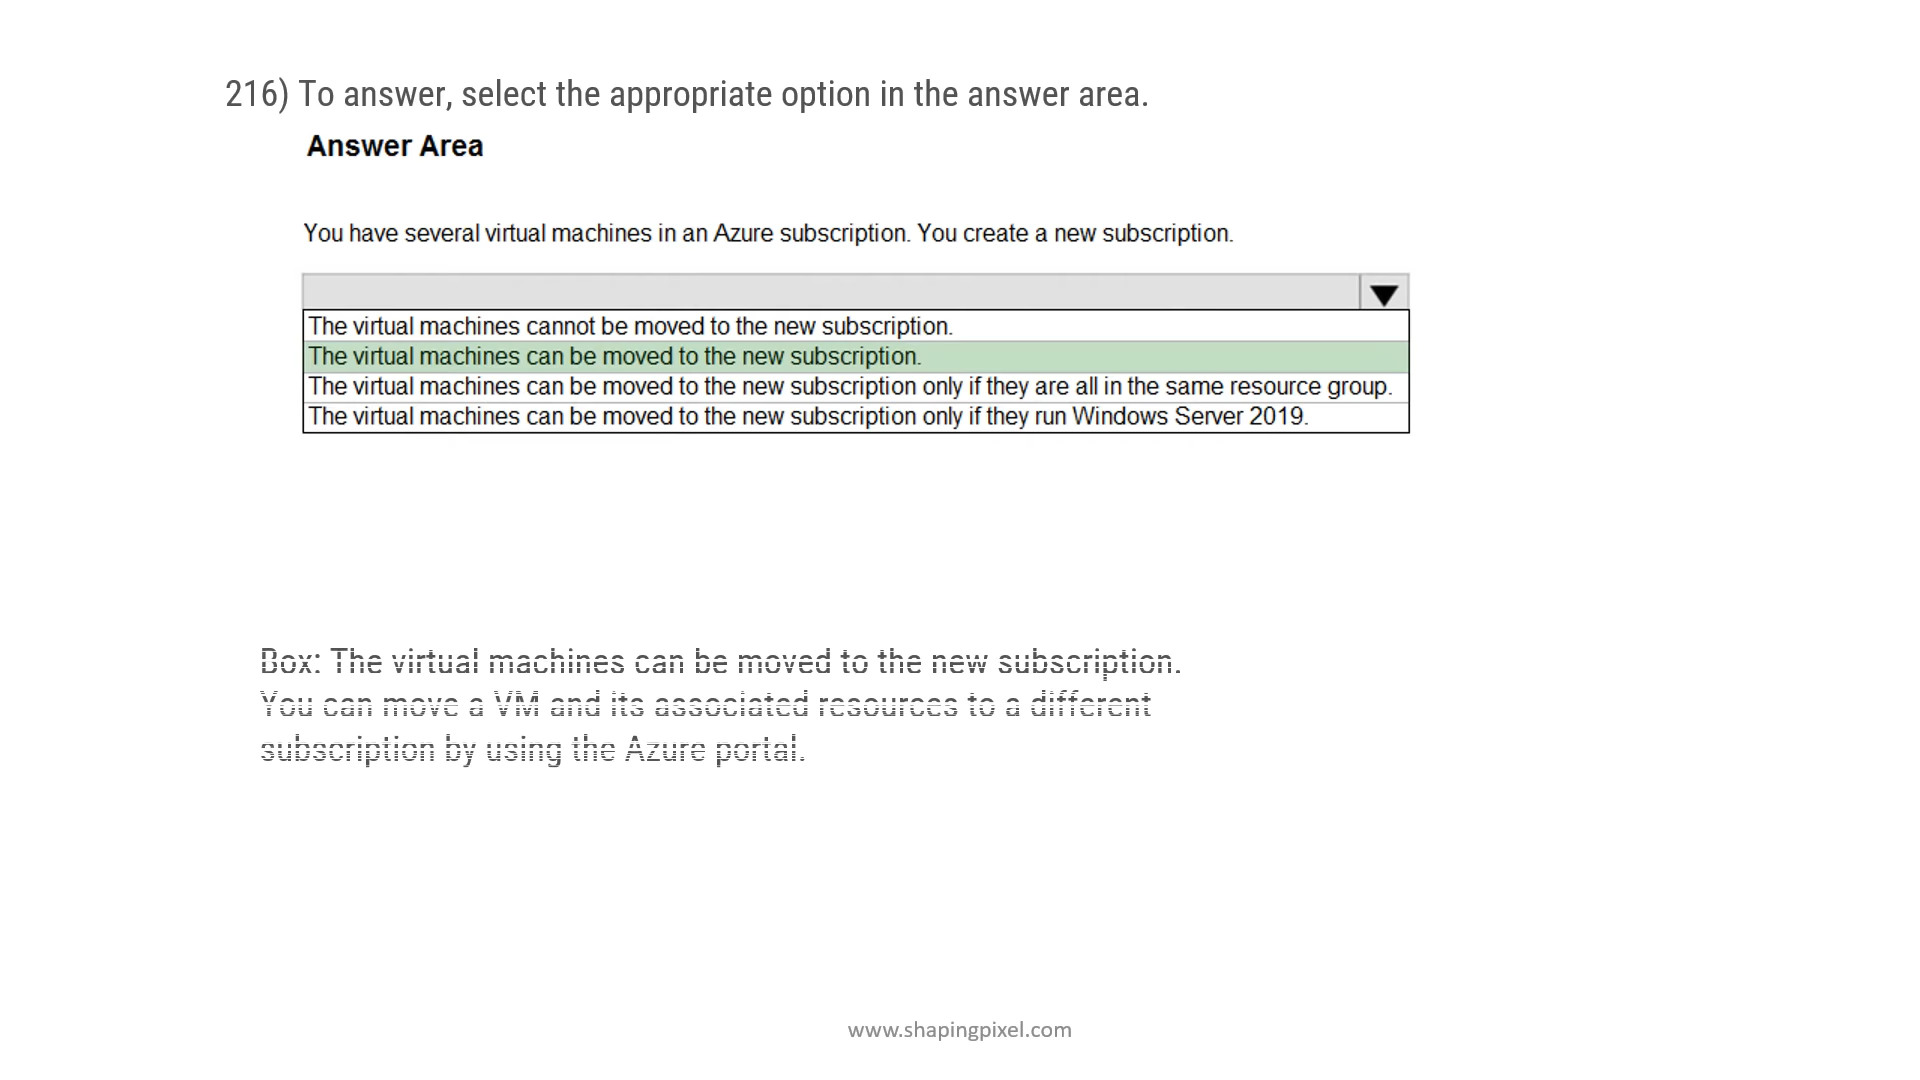 216) To answer, select the appropriate option in the answer area.
Answer Area
You have several virtual machines in an Azure subscription. You create a new subscription.
The virtual machines cannot be moved to the new subscription.
The virtual machines can be moved to the new subscription.
The virtual machines can be moved to the new subscription only if they are all in the same resource group.
The virtual machines can be moved to the new subscription only if they run Windows Server 2019.
Box: The virtual machines can be moved to the new subscription.
You can move a VM and its associated resources to a different
subscription by using the Azure portal.
www.shapingpixel.com